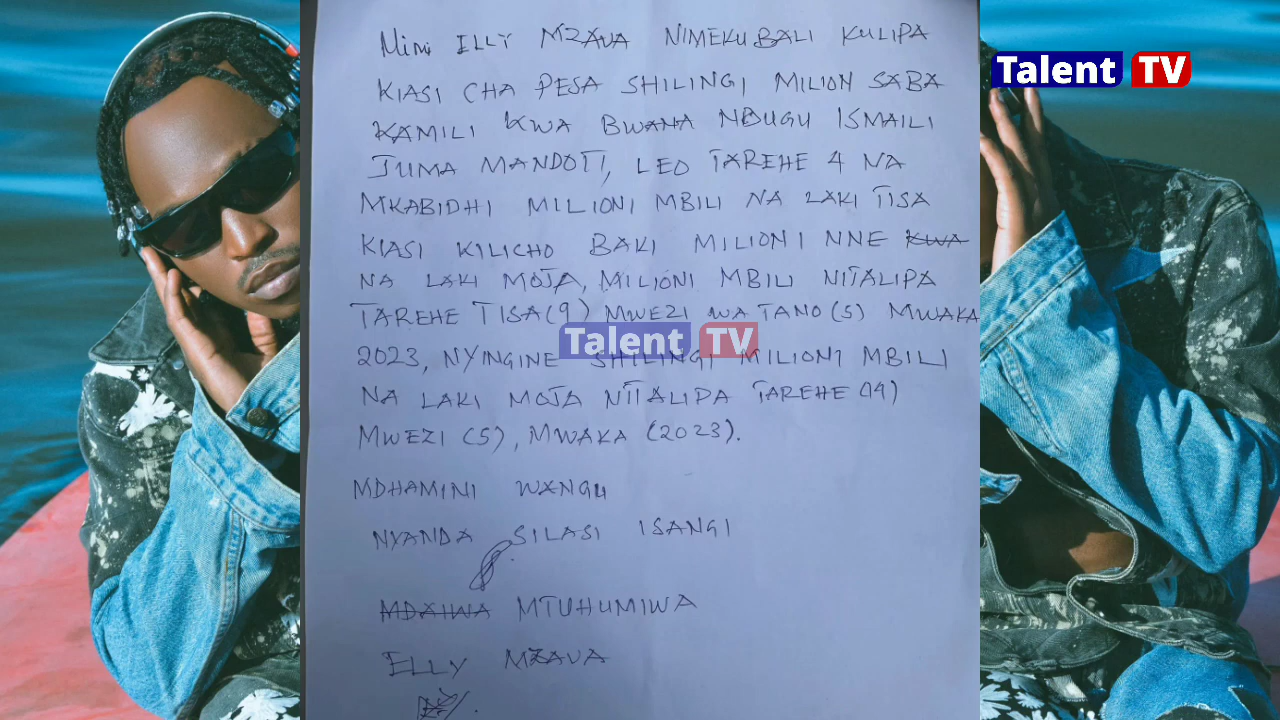 Talent TV
Mimi ELLY MZAVA NIMEKUBALI KULIPA
KIASI CHA PESA SHILINGI MILION SABA
KAMILI KWA BWANA NDUGU ISMAILI
JUMA MANDOTI, LEO TAREHE 4 NA
MKABIDHI MILIONI MBILI NA LAKI TISA
KIASI KILICHO BAKI MILIONI NNE KWA
NA LAKI MOJA, MILIONI MBILI NITALIPA
TAREHE TISA (9) MWEZI WA TANO (5) MWAKA
Talent TV
2023, NYINGINE SHILINGI MILIONI MBILI
NA LAKI MOJA NITALIPA TAREHE (14)
MWEZI (5), MWAKA (2023).
MDHAMINI WANGU
NYANDA SILASI ISANGI
MDAIWA MTUHUMIWA
ELLY MZAVA